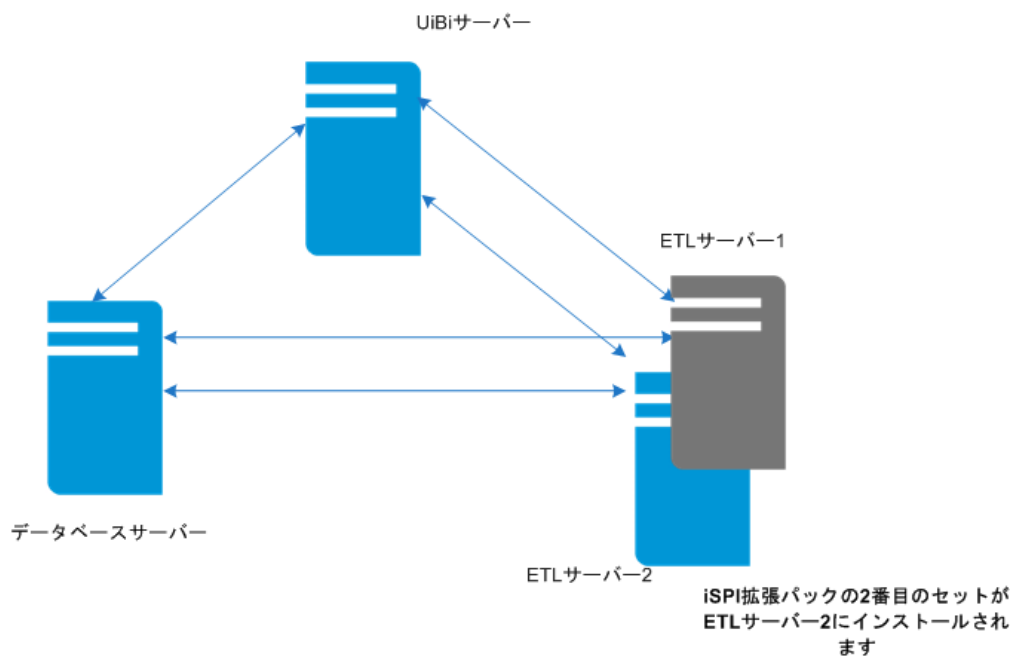 UiBiサーバー
ETLサーバー1
データベースサーバー
ETLサーバー2
iSPI拡張パックの2番目のセットが
ETLサーバー2にインストールされ
ます